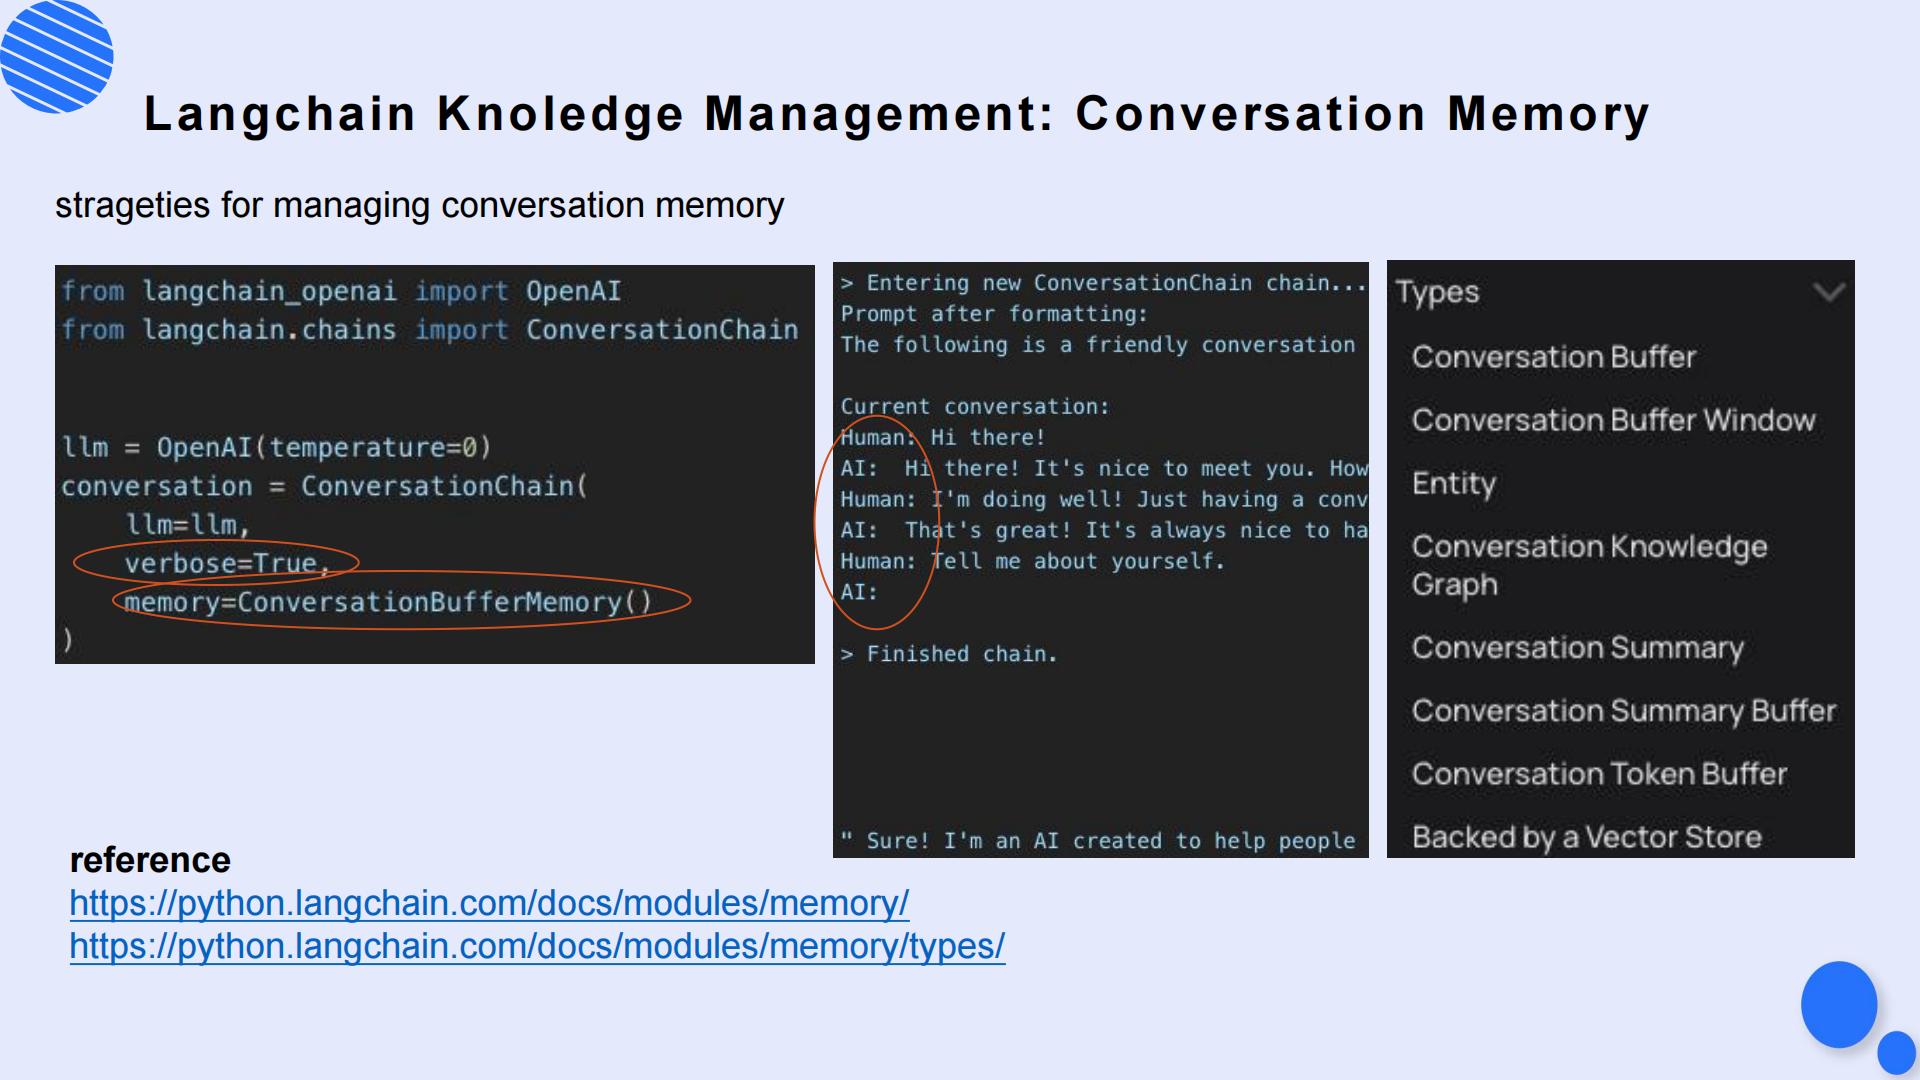 Langchain Knoledge Management: Conversation Memory
strageties for managing conversation memory
from langchain_openai import OpenAI
from langchain.chains import ConversationChain
llm = OpenAI(temperature=0)
conversation = ConversationChain(
    llm=llm,
    verbose=True,
    memory=ConversationBufferMemory()
)
> Entering new ConversationChain chain...
Prompt after formatting:
The following is a friendly conversation
Current conversation:
Human: Hi there!
AI:  Hi there! It's nice to meet you. How
Human: I'm doing well! Just having a conv
AI:  That's great! It's always nice to ha
Human: Tell me about yourself.
AI:
> Finished chain.
" Sure! I'm an AI created to help people
Types
Conversation Buffer
Conversation Buffer Window
Entity
Conversation Knowledge
Graph
Conversation Summary
Conversation Summary Buffer
Conversation Token Buffer
Backed by a Vector Store
reference
https://python.langchain.com/docs/modules/memory/
https://python.langchain.com/docs/modules/memory/types/